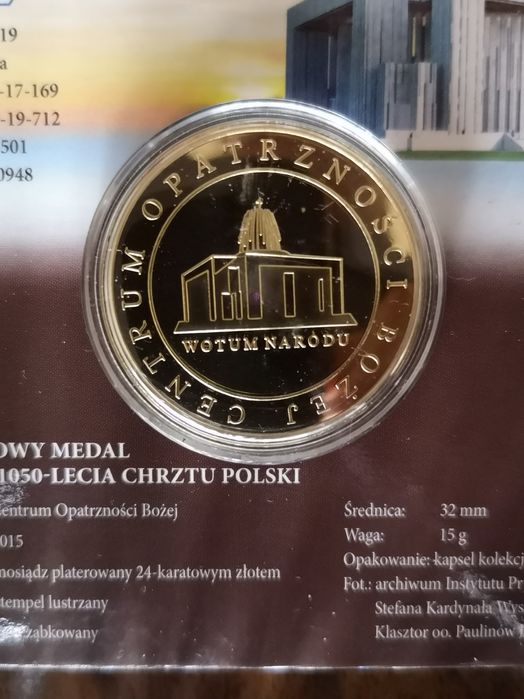 19
a
-17-169
-19-712
501
0948
CENTRUM OPATRZNOŚCI BOŻEJ
WOTUM NARODU
OWY MEDAL
1050-LECIA CHRZTU POLSKI
entrum Opatrzności Bożej
015
nosiądz platerowany 24-karatowym złotem
tempel lustrzany
ząbkowany
Średnica: 32 mm
Waga: 15 g
Opakowanie: kapsel kolekcj
Fot.: archiwum Instytutu Pr
Stefana Kardynała Wys
Klasztor oo. Paulinów